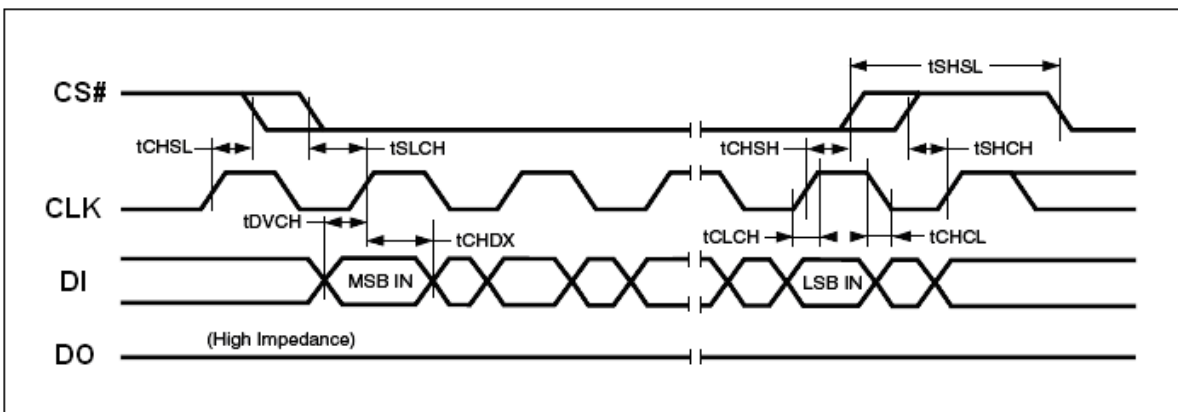 tSHSL
CS#
tCHSL
tSLCH
tCHSH
tSHCH
CLK
tDVCH
tCHDX
tCLCH
tCHCL
DI
MSB IN
LSB IN
(High Impedance)
DO